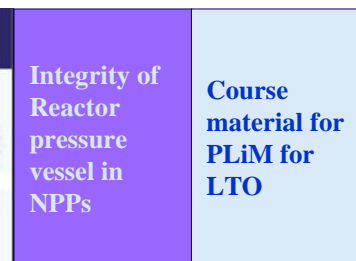 Integrity of
Reactor
pressure
vessel in
NPPs
Course
material for
PLiM for
LTO